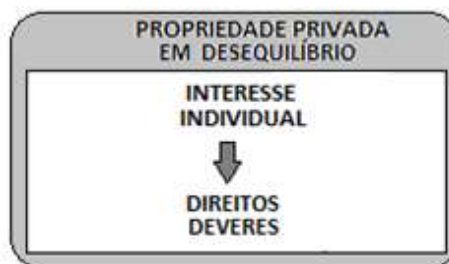 PROPRIEDADE PRIVADA
EM DESEQUILÍBRIO
INTERESSE
INDIVIDUAL
DIREITOS
DEVERES